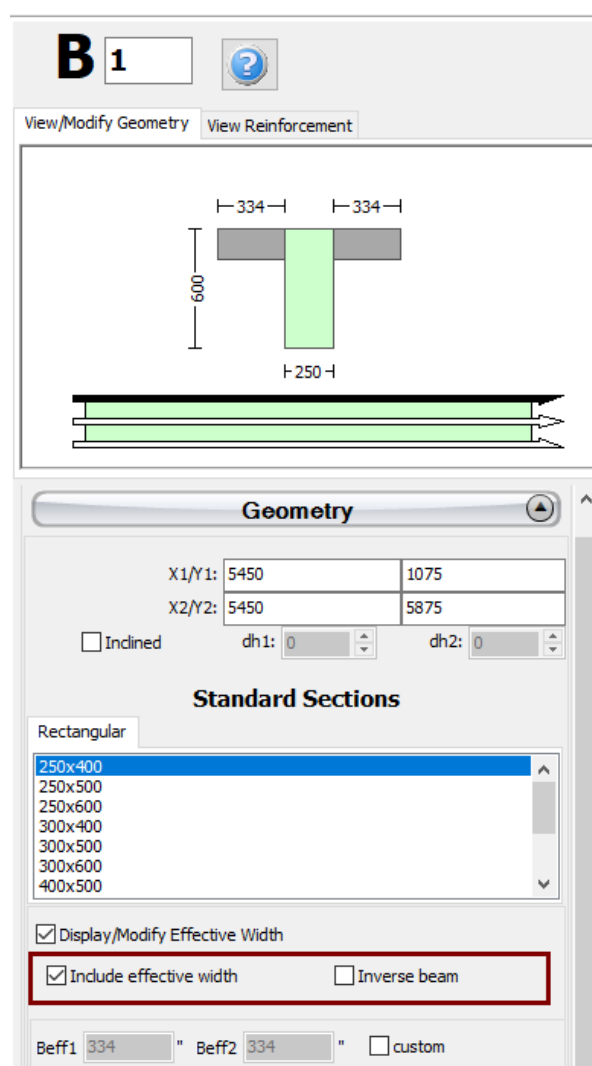 B 1
View/Modify Geometry View Reinforcement
334 334
600
250
Geometry
X1/Y1: 5450 1075
X2/Y2: 5450 5875
Inclined dh1: 0 dh2: 0
Standard Sections
Rectangular
250x400
250x500
250x600
300x400
300x500
300x600
400x500
Display/Modify Effective Width
Include effective width Inverse beam
Beff1 334 " Beff2 334 " custom